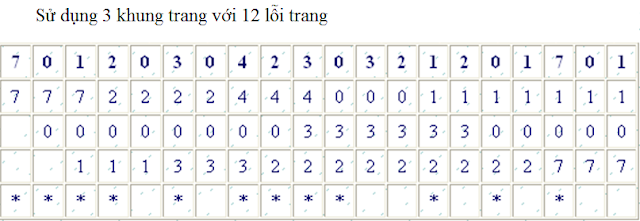 Sử dụng 3 khung trang với 12 lỗi trang
7 0 1 2 0 3 0 4 2 3 0 3 2 1 2 0 1 7 0 1
7 7 7 2 2 2 2 4 4 4 0 0 0 1 1 1 1 1 1 1
0 0 0 0 0 0 0 0 3 3 3 3 3 3 0 0 0 0 0
1 1 1 3 3 3 2 2 2 2 2 2 2 2 2 7 7 7
* * * * * * * * * * * *